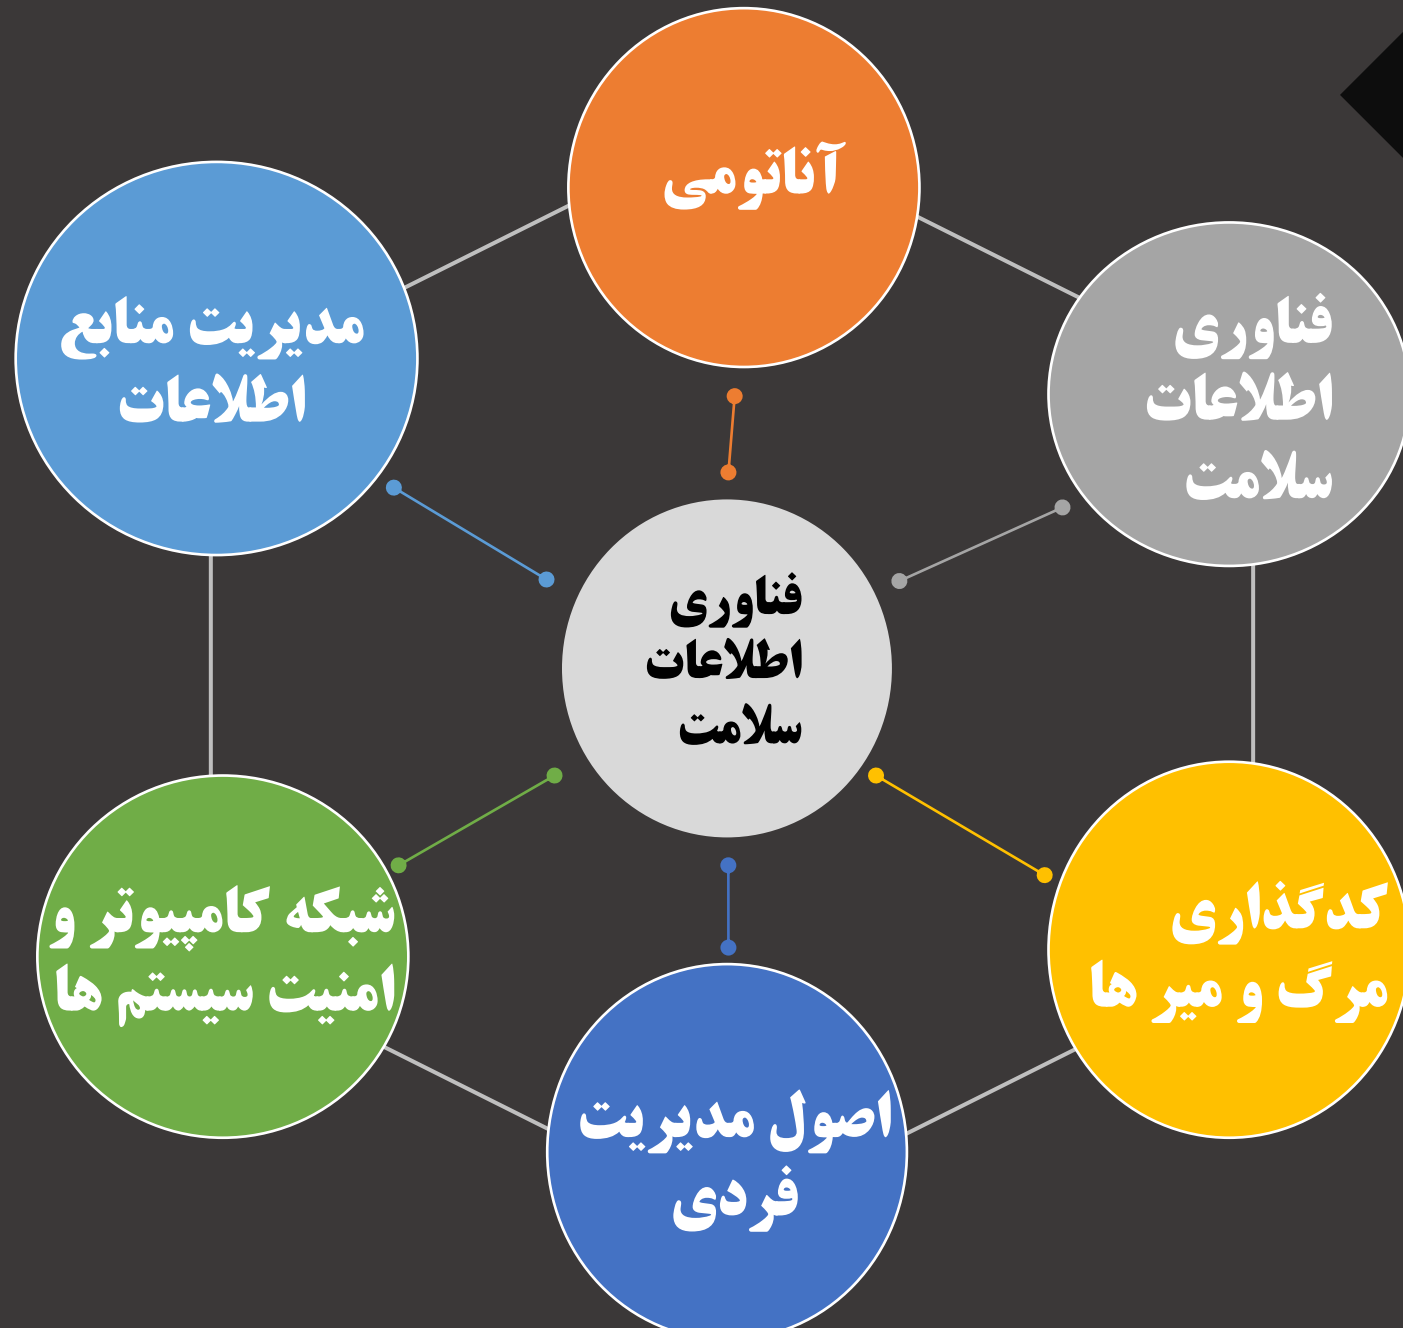 آناتومی
فناوری
اطلاعات
سلامت
مدیریت منابع
اطلاعات
فناوری
اطلاعات
سلامت
کدگذاری
مرگ و میر ها
شبکه کامپیوتر و
امنیت سیستم ها
اصول مدیریت
فردی